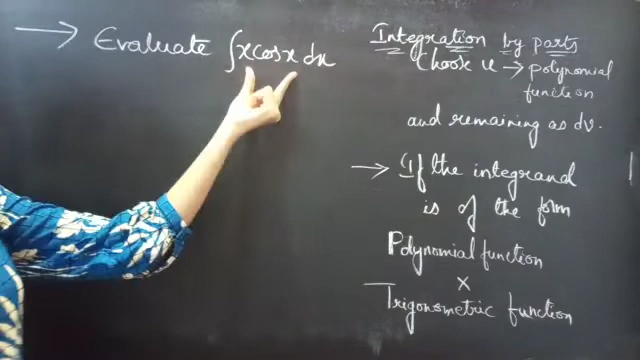 → Evaluate ∫xcosx dx
Integration by parts
Choose u → polynomial
function
and remaining as dv.
→ If the integrand
is of the form
Polynomial function
×
Trigonometric function